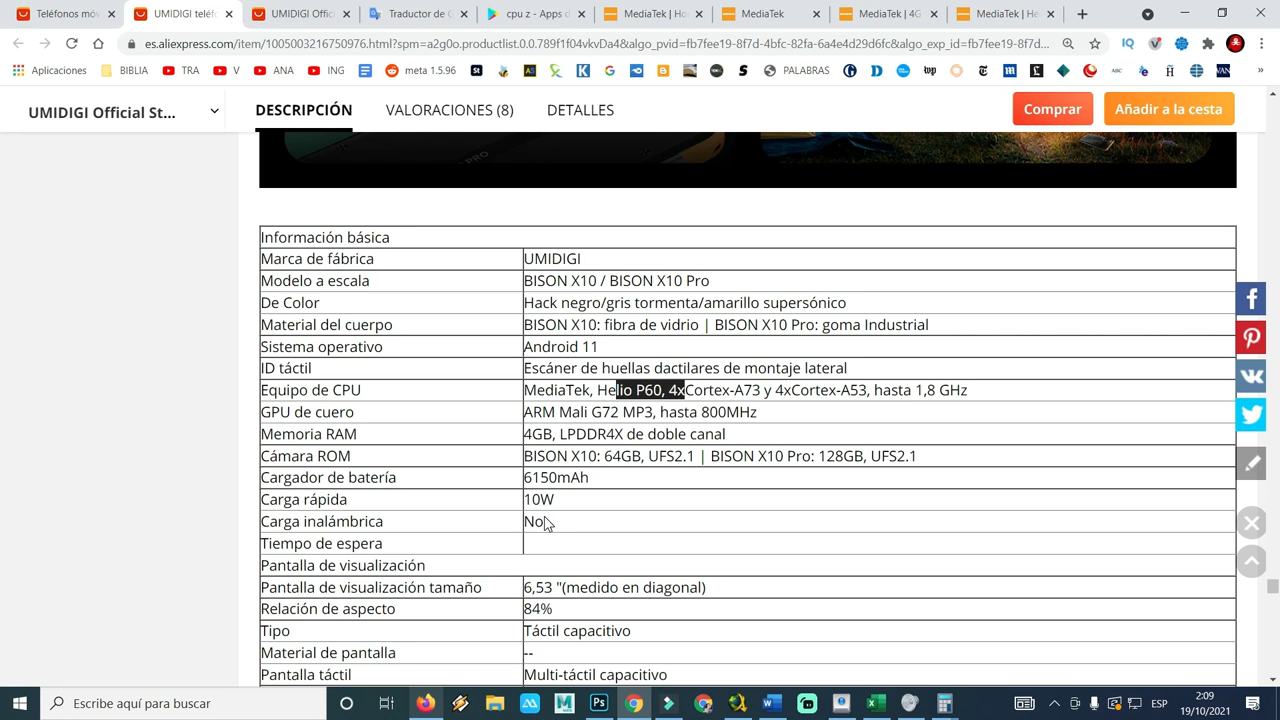 Teléfonos móv
UMIDIGI teléf
UMIDIGI Offici
Traductor de G
cpu z - Apps d
MediaTek | Ho
MediaTek
MediaTek | 4G
MediaTek | He
es.aliexpress.com/item/1005003216750976.html?spm=a2g0o.productlist.0.0.189f1f04vkvDa4&algo_pvid=fb7fee19-8f7d-4bfc-83fb-6a4e4d29d6fc&algo_exp_id=fb7fee19-8f7d...
Aplicaciones BIBLIA TRA V ANA ING meta 1.5.96 PALABRAS
UMIDIGI Official St...
DESCRIPCIÓN VALORACIONES (8) DETALLES
Comprar Añadir a la cesta
PRO
Información básica
Marca de fábrica UMIDIGI
Modelo a escala BISON X10 / BISON X10 Pro
De Color Hack negro/gris tormenta/amarillo supersónico
Material del cuerpo BISON X10: fibra de vidrio | BISON X10 Pro: goma Industrial
Sistema operativo Android 11
ID táctil Escáner de huellas dactilares de montaje lateral
Equipo de CPU MediaTek, Helio P60, 4xCortex-A73 y 4xCortex-A53, hasta 1,8 GHz
GPU de cuero ARM Mali G72 MP3, hasta 800MHz
Memoria RAM 4GB, LPDDR4X de doble canal
Cámara ROM BISON X10: 64GB, UFS2.1 | BISON X10 Pro: 128GB, UFS2.1
Cargador de batería 6150mAh
Carga rápida 10W
Carga inalámbrica No
Tiempo de espera
Pantalla de visualización
Pantalla de visualización tamaño 6,53 "(medido en diagonal)
Relación de aspecto 84%
Tipo Táctil capacitivo
Material de pantalla --
Pantalla táctil Multi-táctil capacitivo
Escribe aquí para buscar
ESP
2:09
19/10/2021